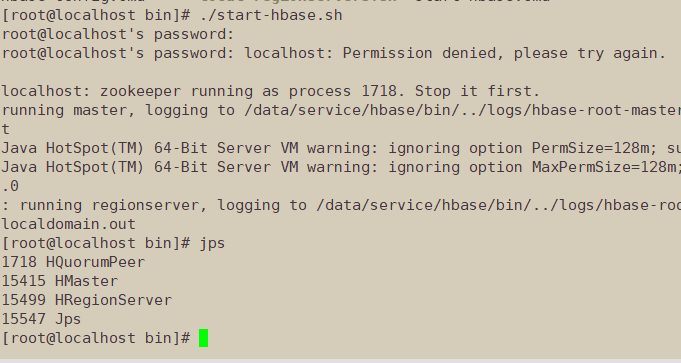 [root@localhost bin]# ./start-hbase.sh
root@localhost's password:
root@localhost's password: localhost: Permission denied, please try again.
localhost: zookeeper running as process 1718. Stop it first.
running master, logging to /data/service/hbase/bin/../logs/hbase-root-master
t
Java HotSpot(TM) 64-Bit Server VM warning: ignoring option PermSize=128m; su
Java HotSpot(TM) 64-Bit Server VM warning: ignoring option MaxPermSize=128m;
.0
: running regionserver, logging to /data/service/hbase/bin/../logs/hbase-roo
localdomain.out
[root@localhost bin]# jps
1718 HQuorumPeer
15415 HMaster
15499 HRegionServer
15547 Jps
[root@localhost bin]#